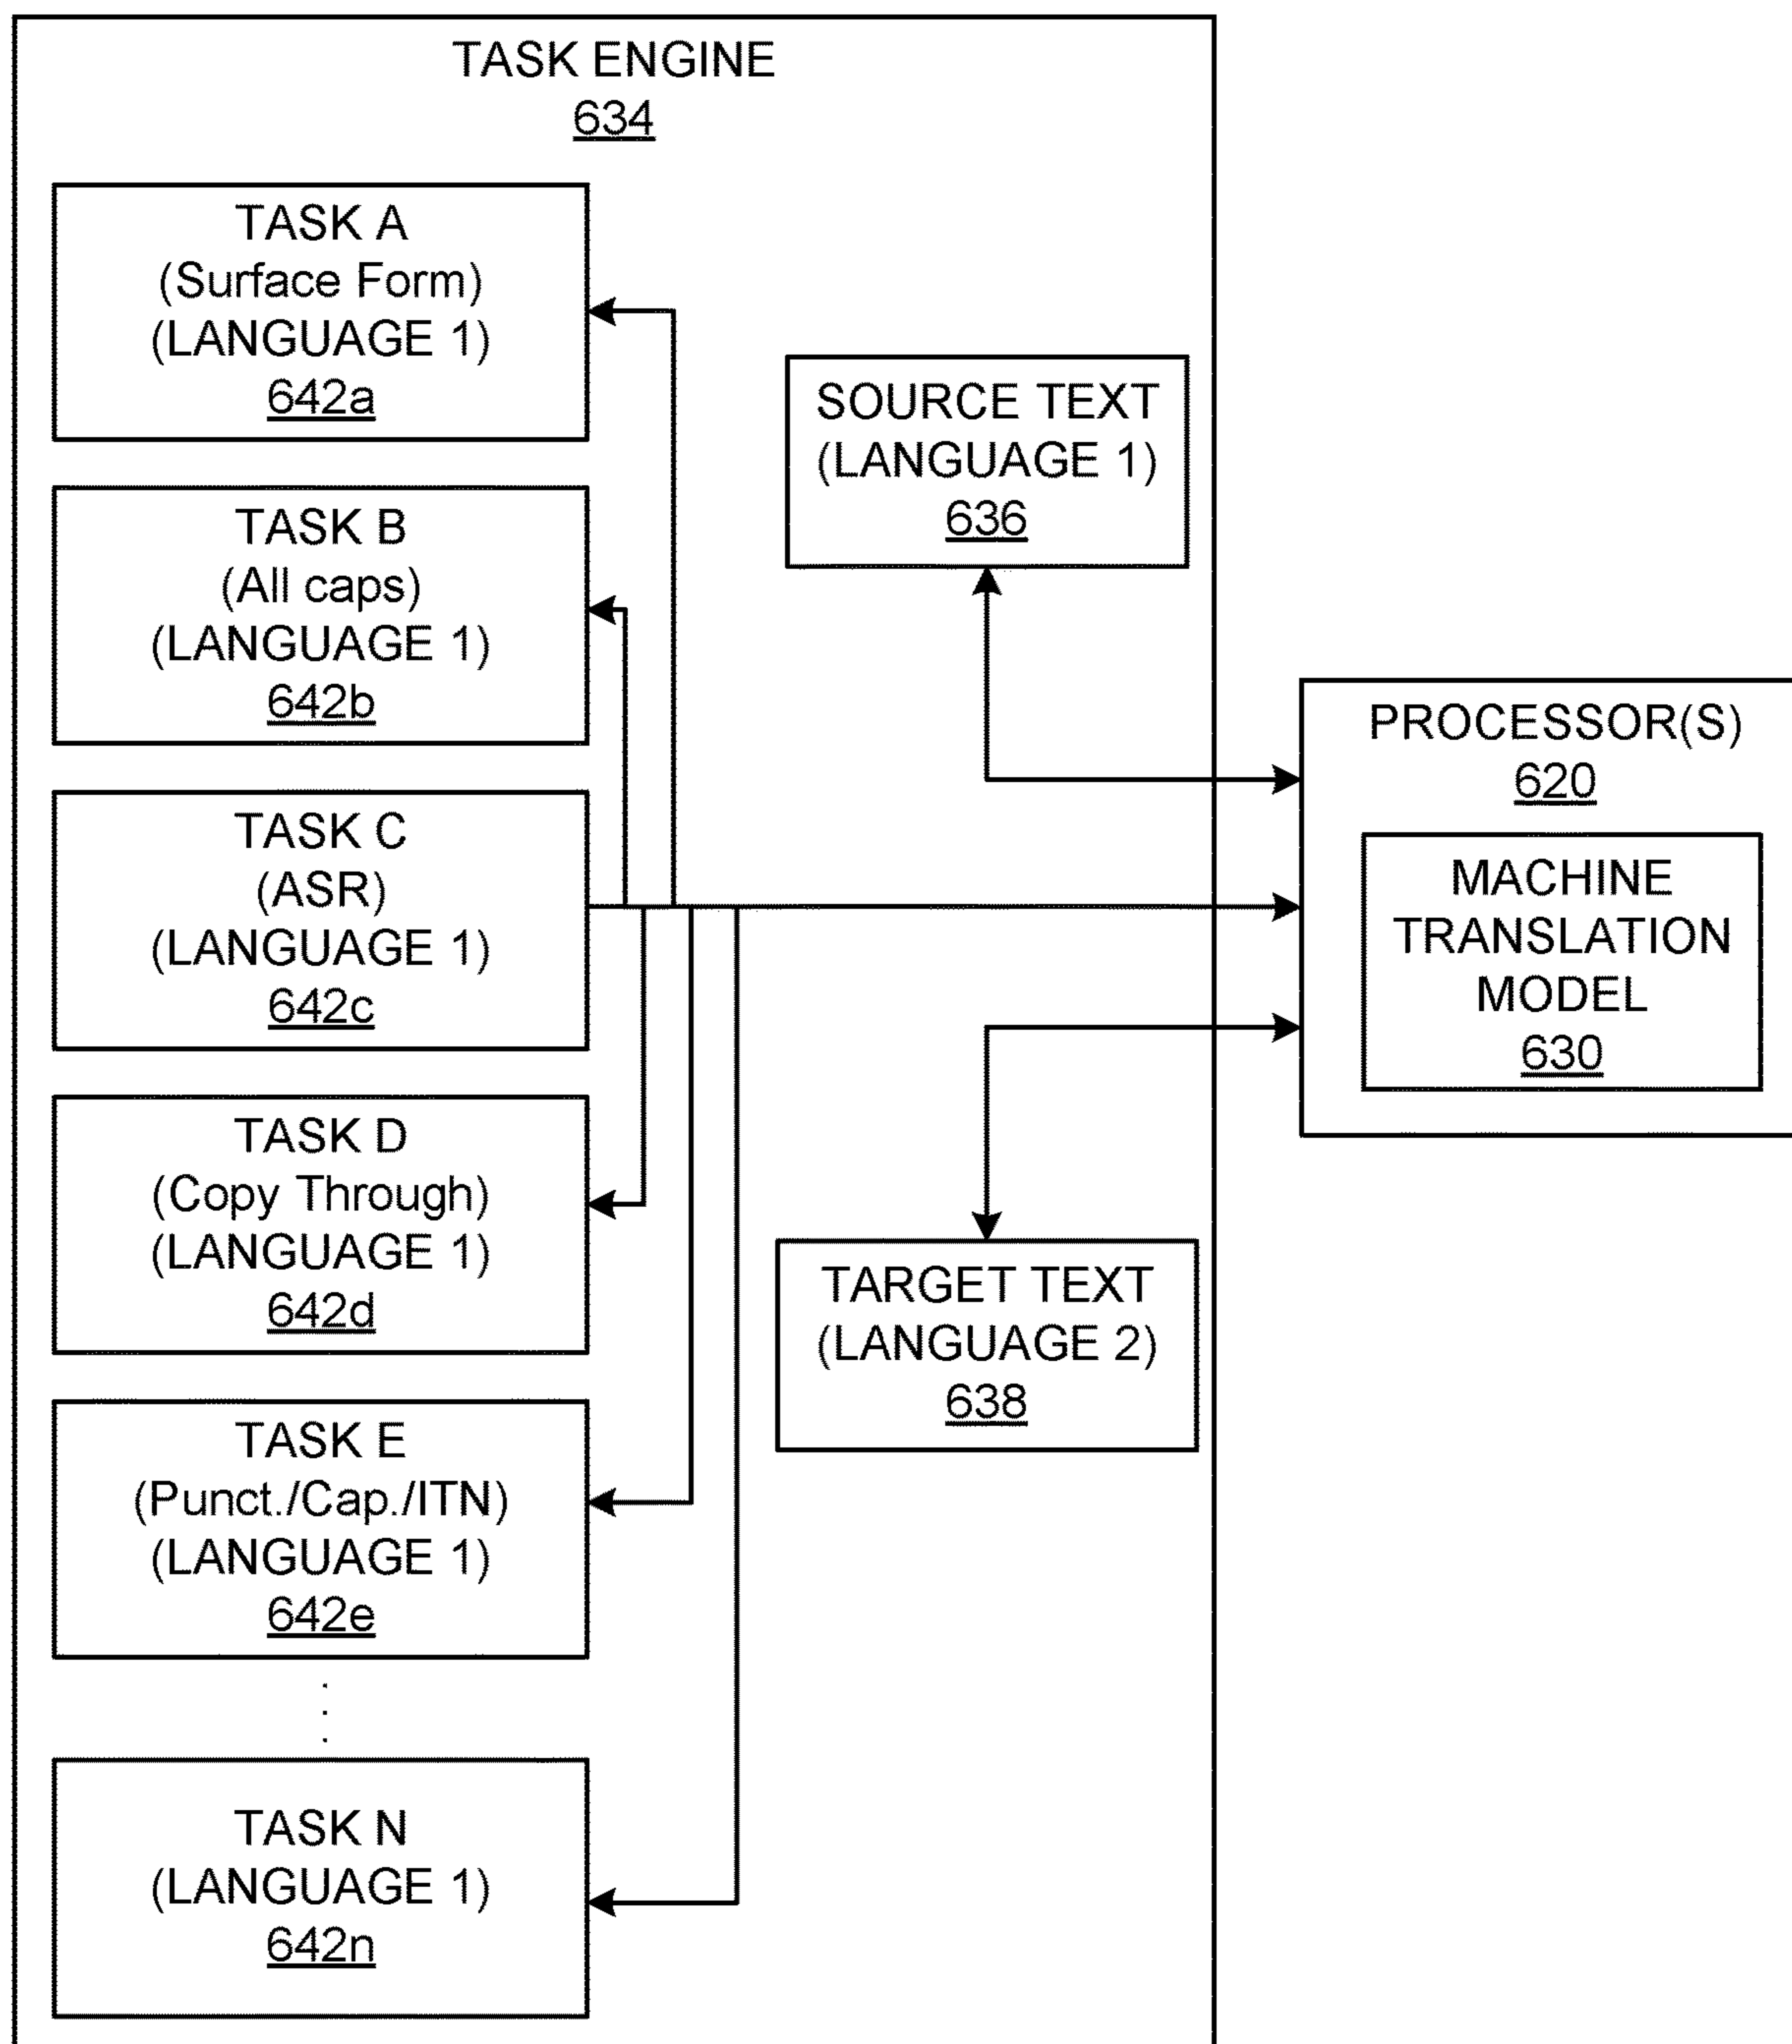 TASK ENGINE
634
TASK A
(Surface Form)
(LANGUAGE 1)
642a
TASK B
(All caps)
(LANGUAGE 1)
642b
TASK C
(ASR)
(LANGUAGE 1)
642c
TASK D
(Copy Through)
(LANGUAGE 1)
642d
TASK E
(Punct./Cap./ITN)
(LANGUAGE 1)
642e
TASK N
(LANGUAGE 1)
642n
SOURCE TEXT
(LANGUAGE 1)
636
TARGET TEXT
(LANGUAGE 2)
638
PROCESSOR(S)
620
MACHINE
TRANSLATION
MODEL
630